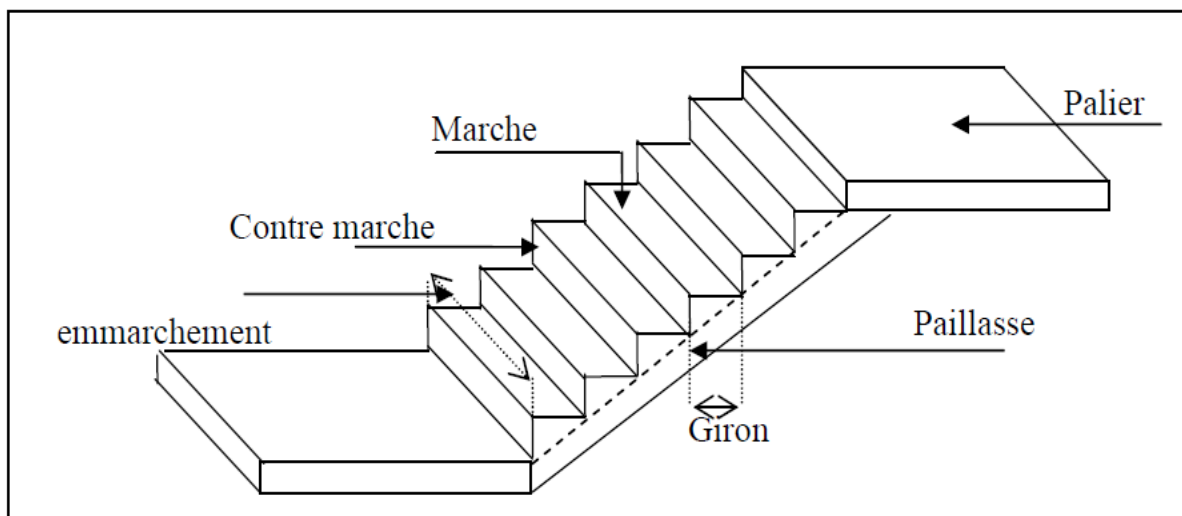 Palier
Marche
Contre marche
emmarchement
Paillasse
Giron